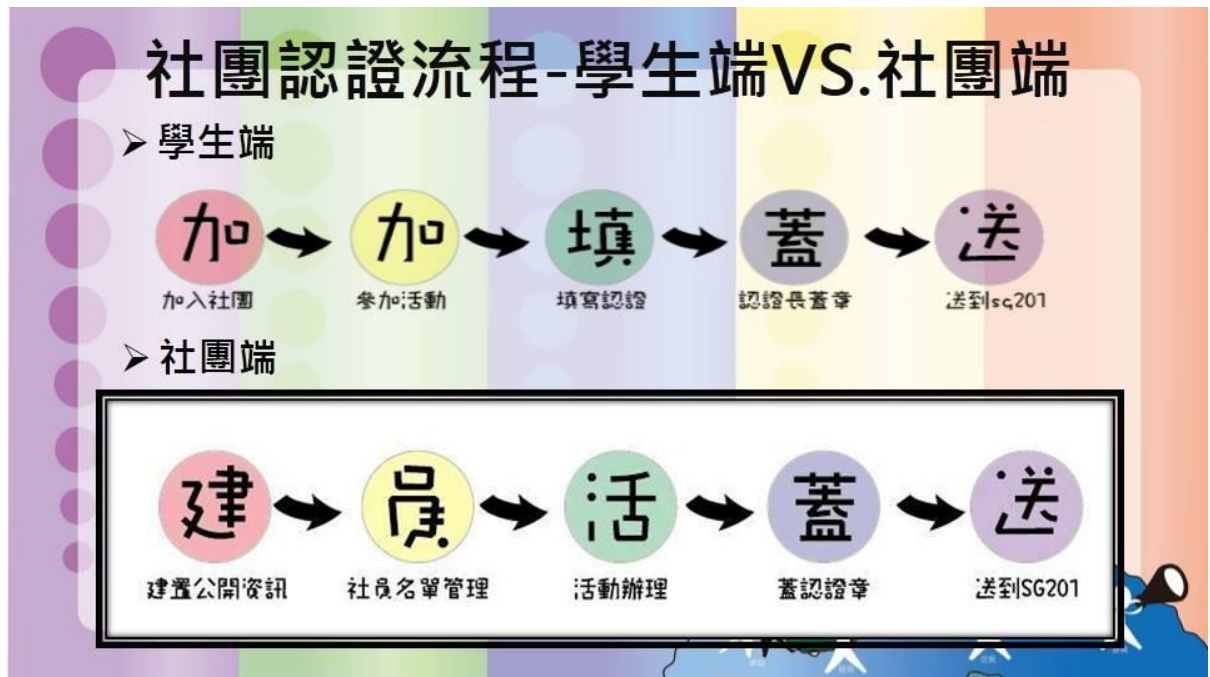 社團認證流程-學生端VS.社團端
➢ 學生端
加 加 填 蓋 送
加入社團 參加活動 填寫認證 認證長蓋章 送到sg201
➢ 社團端
建 員 活 蓋 送
建置公開資訊 社員名單管理 活動辦理 蓋認證章 送到SG201